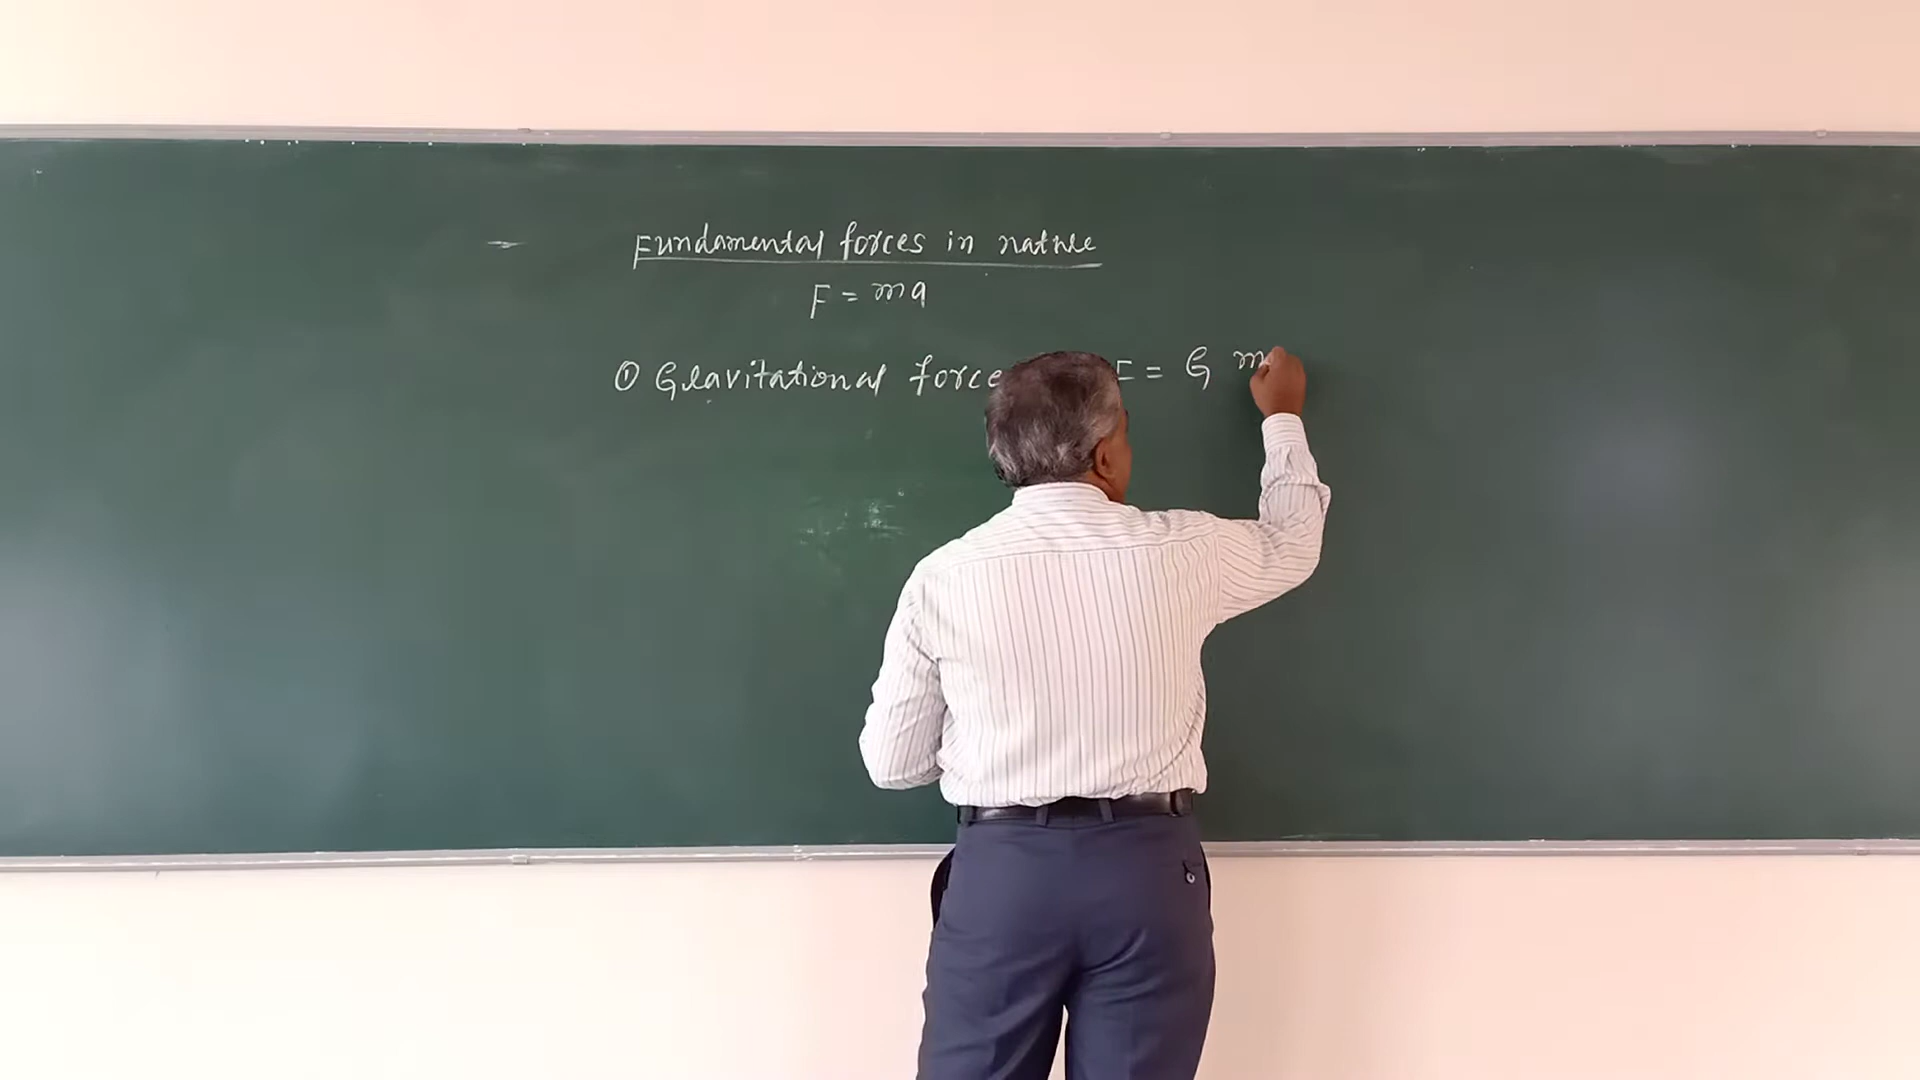 Fundamental forces in nature
F = ma
① Gravitational force F = G m